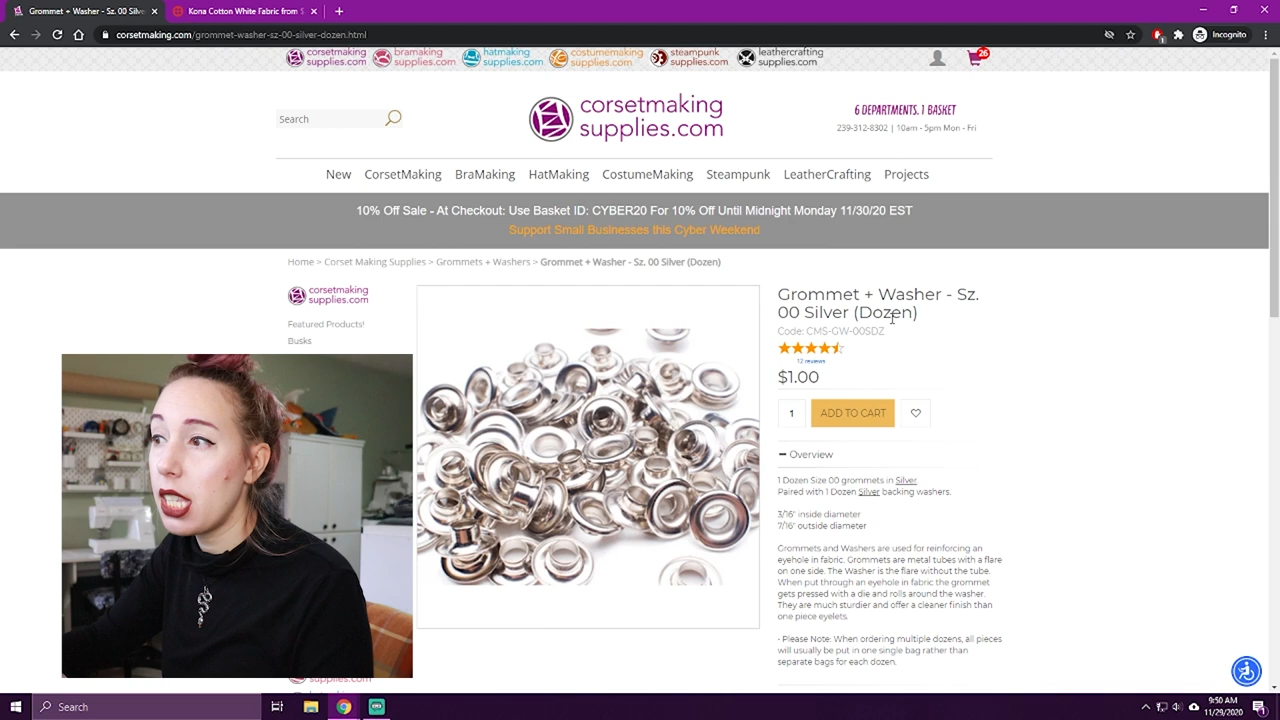 Grommet + Washer - Sz. 00 Silve
Kona Cotton White Fabric from S
corsetmaking.com/grommet-washer-sz-00-silver-dozen.html
Incognito
corsetmaking supplies.com
bramaking supplies.com
hatmaking supplies.com
costumemaking supplies.com
steampunk supplies.com
leathercrafting supplies.com
26
Search
corsetmaking
supplies.com
6 DEPARTMENTS, 1 BASKET
239-312-8302 | 10am - 5pm Mon - Fri
New CorsetMaking BraMaking HatMaking CostumeMaking Steampunk LeatherCrafting Projects
10% Off Sale - At Checkout: Use Basket ID: CYBER20 For 10% Off Until Midnight Monday 11/30/20 EST
Support Small Businesses this Cyber Weekend
Home > Corset Making Supplies > Grommets + Washers > Grommet + Washer - Sz. 00 Silver (Dozen)
corsetmaking
supplies.com
Featured Products!
Busks
Grommet + Washer - Sz.
00 Silver (Dozen)
Code: CMS-GW-00SDZ
12 reviews
$1.00
1 ADD TO CART
Overview
1 Dozen Size 00 grommets in Silver
Paired with 1 Dozen Silver backing washers.
3/16" inside diameter
7/16" outside diameter
Grommets and Washers are used for reinforcing an
eyehole in fabric. Grommets are metal tubes with a flare
on one side. The Washer is the flare without the tube.
When put through an eyehole in fabric the grommet
gets pressed with a die and rolls around the washer.
They are much sturdier and offer a cleaner finish than
one piece eyelets.
- Please Note: When ordering multiple dozens, all pieces
will usually be put in one single bag rather than
separate bags for each dozen.
supplies.com
Search
9:50 AM
11/29/2020